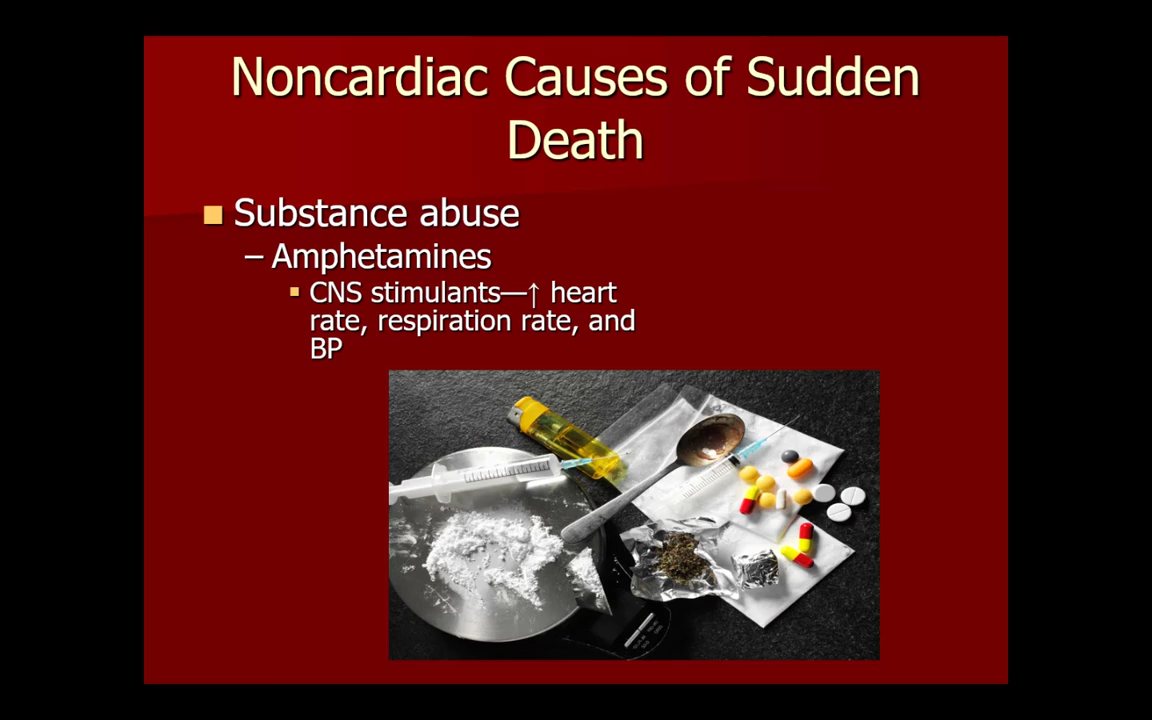 Noncardiac Causes of Sudden
Death
■ Substance abuse
– Amphetamines
▪ CNS stimulants—↑ heart
rate, respiration rate, and
BP